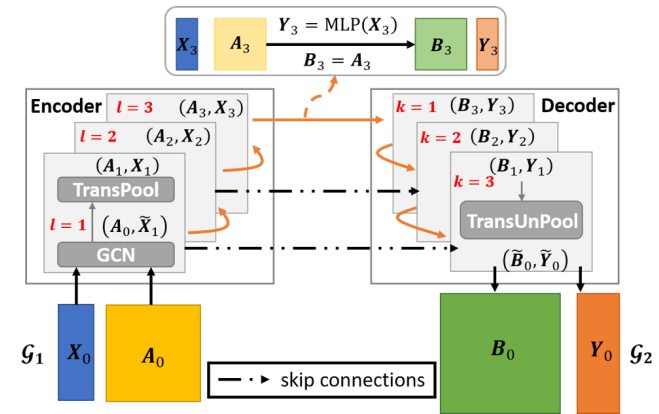 X₃ A₃ Y₃ = MLP(X₃) B₃ Y₃
B₃ = A₃
Encoder
l = 3 (A₃, X₃)
l = 2 (A₂, X₂)
(A₁, X₁)
TransPool
l = 1 (A₀, X̃₁)
GCN
Decoder
k = 1 (B₃, Y₃)
k = 2 (B₂, Y₂)
(B₁, Y₁)
k = 3
TransUnPool
(B̃₀, Ỹ₀)
𝒢₁ X₀ A₀
B₀ Y₀ 𝒢₂
skip connections